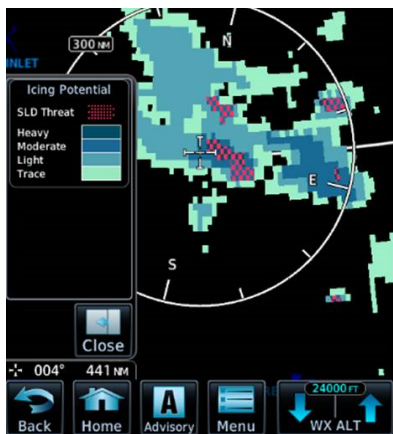 300 NM
N
INLET
Icing Potential
SLD Threat
Heavy
Moderate
Light
Trace
E
S
Close
004° 441 NM
Back
Home
A
Advisory
Menu
24000 FT
WX ALT